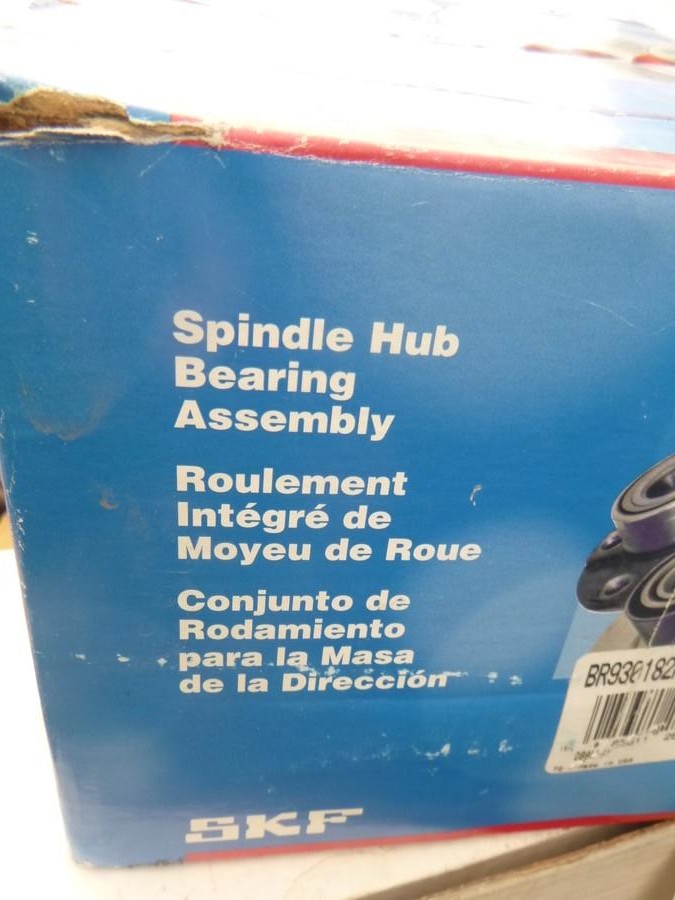 Spindle Hub
Bearing
Assembly
Roulement
Intégré de
Moyeu de Roue
Conjunto de
Rodamiento
para la Masa
de la Dirección
BR930182
SKF